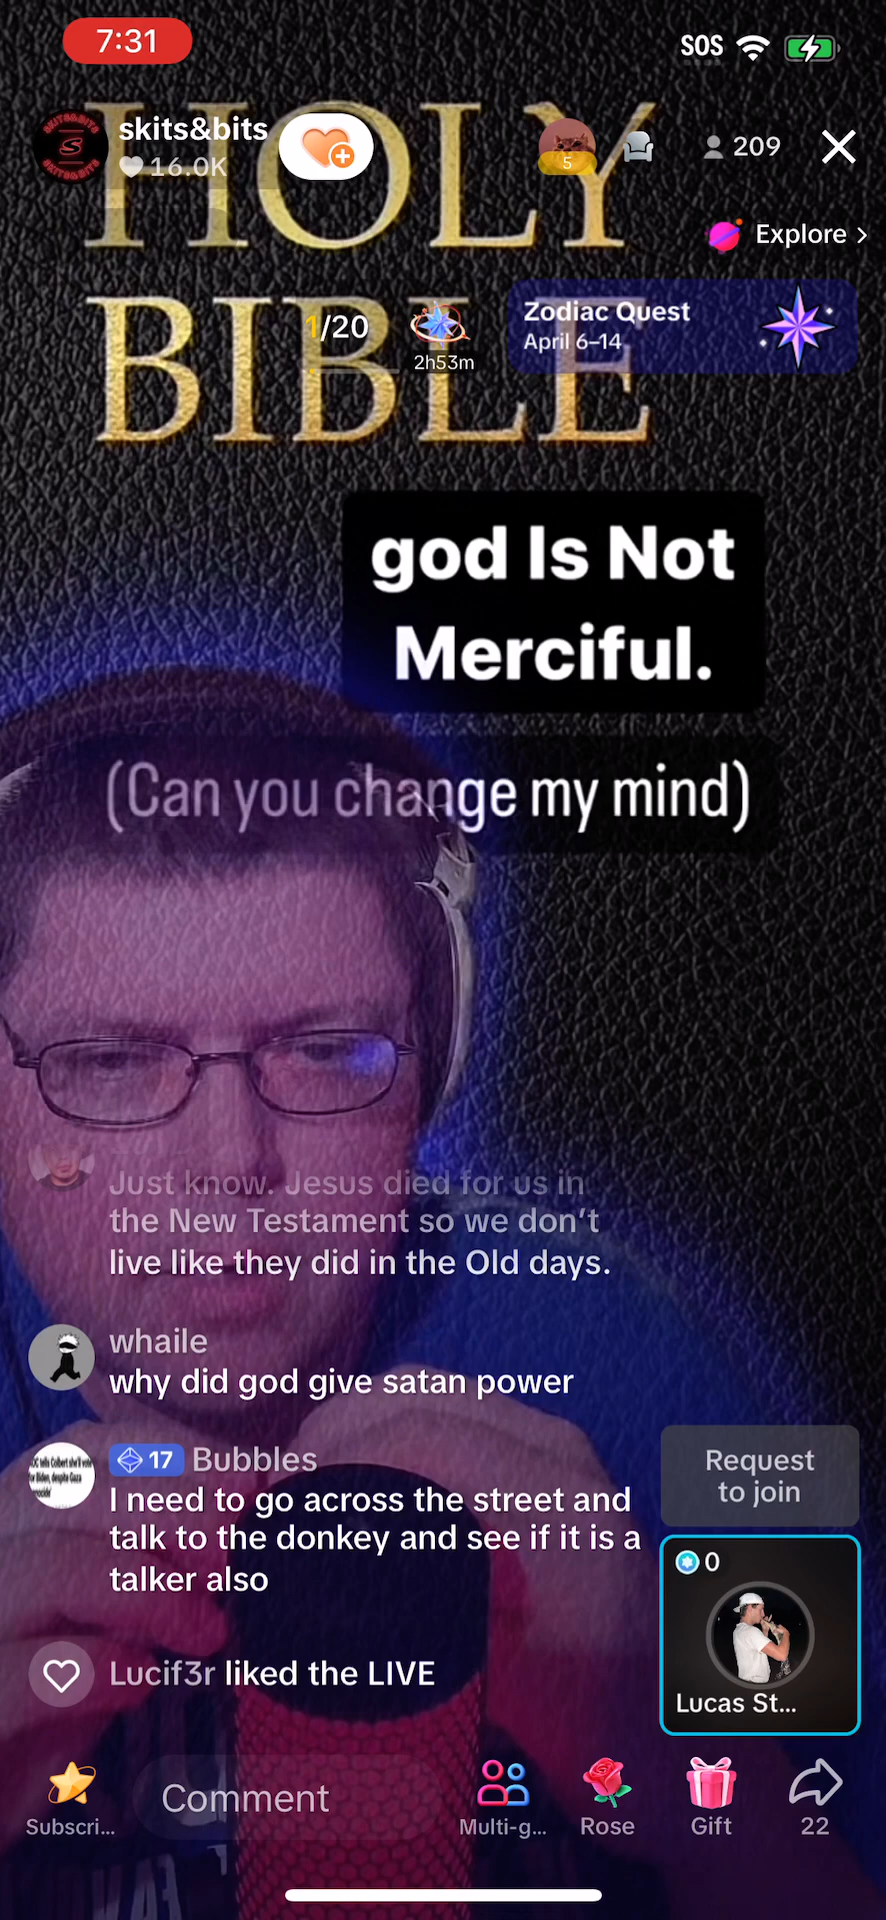 7:31
SOS
HOLY
BIBLE
skits&bits
16.0K
5
209
Explore >
1/20
2h53m
Zodiac Quest
April 6–14
god Is Not
Merciful.
(Can you change my mind)
Just know. Jesus died for us in
the New Testament so we don't
live like they did in the Old days.
whaile
why did god give satan power
17 Bubbles
I need to go across the street and
talk to the donkey and see if it is a
talker also
Lucif3r liked the LIVE
Request
to join
0
Lucas St...
Subscri...
Comment
Multi-g...
Rose
Gift
22